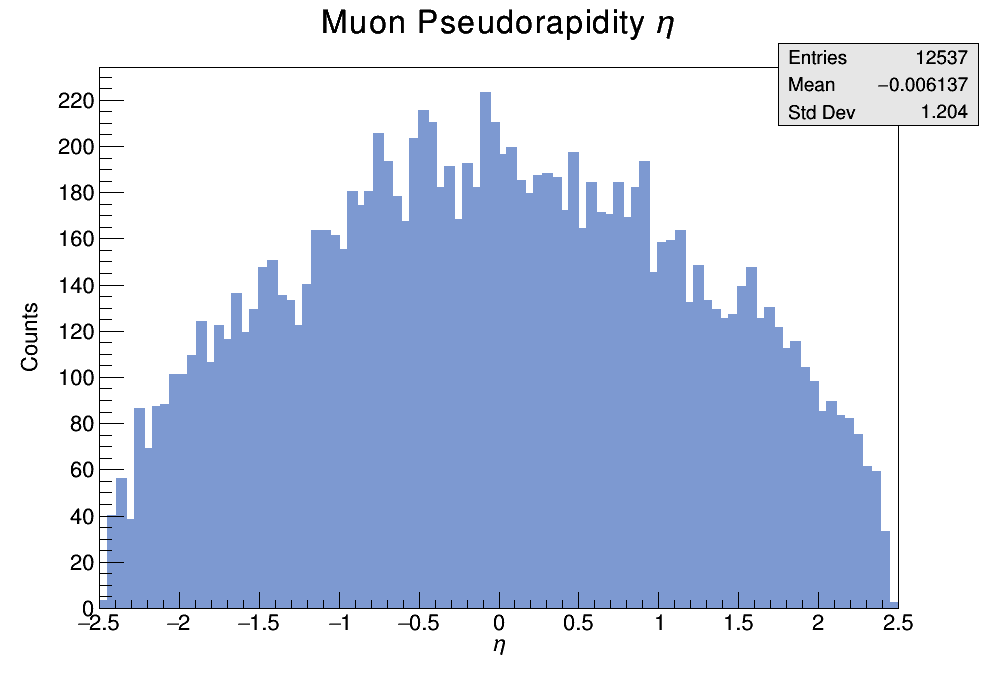 Muon Pseudorapidity η
Entries 12537
Mean −0.006137
Std Dev 1.204
220
200
180
160
140
120
100
80
60
40
20
0
Counts
−2.5 −2 −1.5 −1 −0.5 0 0.5 1 1.5 2 2.5
η